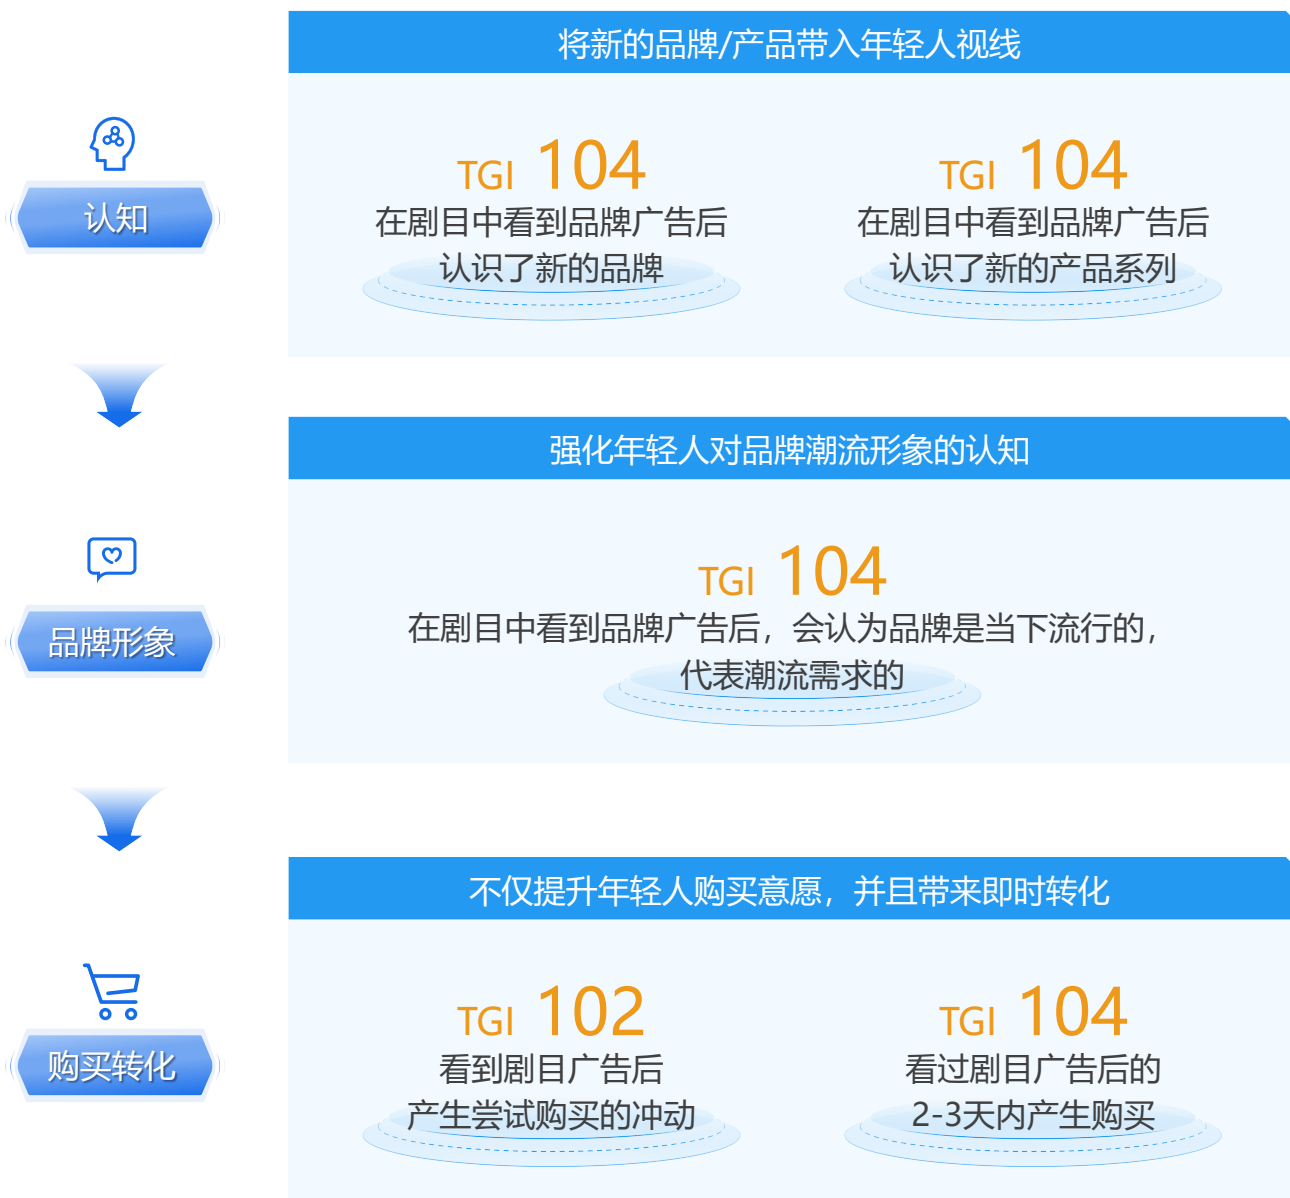 将新的品牌/产品带入年轻人视线
认知
TGI 104
在剧目中看到品牌广告后
认识了新的品牌
TGI 104
在剧目中看到品牌广告后
认识了新的产品系列
强化年轻人对品牌潮流形象的认知
品牌形象
TGI 104
在剧目中看到品牌广告后，会认为品牌是当下流行的，
代表潮流需求的
不仅提升年轻人购买意愿，并且带来即时转化
购买转化
TGI 102
看到剧目广告后
产生尝试购买的冲动
TGI 104
看过剧目广告后的
2-3天内产生购买